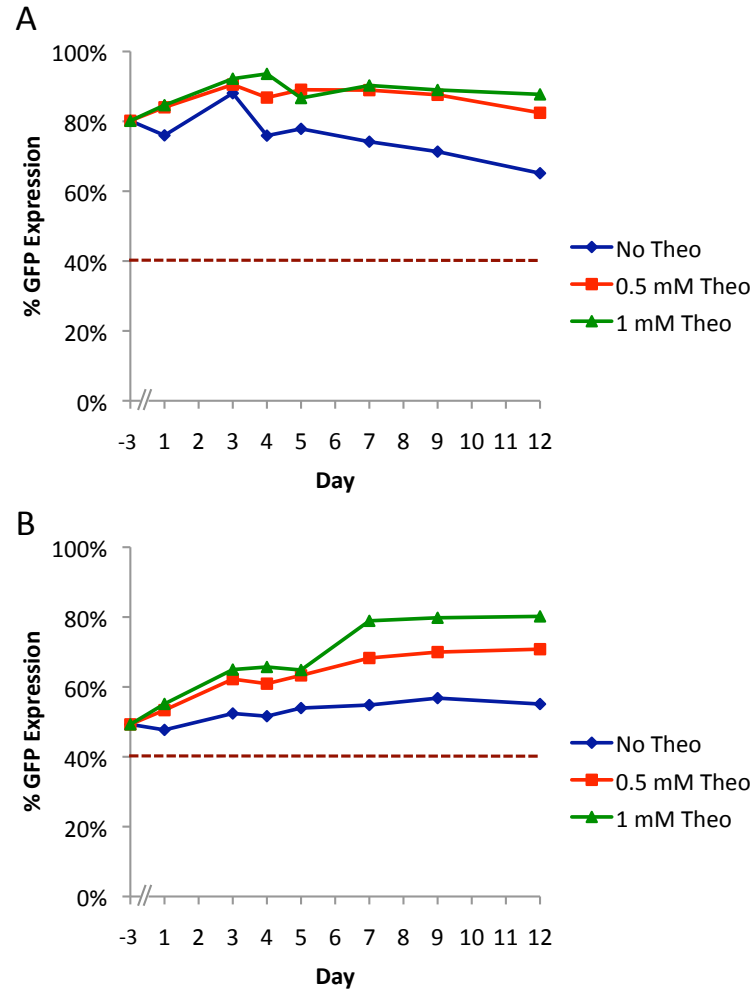 A
100%
80%
60%
40%
20%
0%
% GFP Expression
-3 1 2 3 4 5 6 7 8 9 10 11 12
Day
No Theo
0.5 mM Theo
1 mM Theo
B
100%
80%
60%
40%
20%
0%
% GFP Expression
-3 1 2 3 4 5 6 7 8 9 10 11 12
Day
No Theo
0.5 mM Theo
1 mM Theo